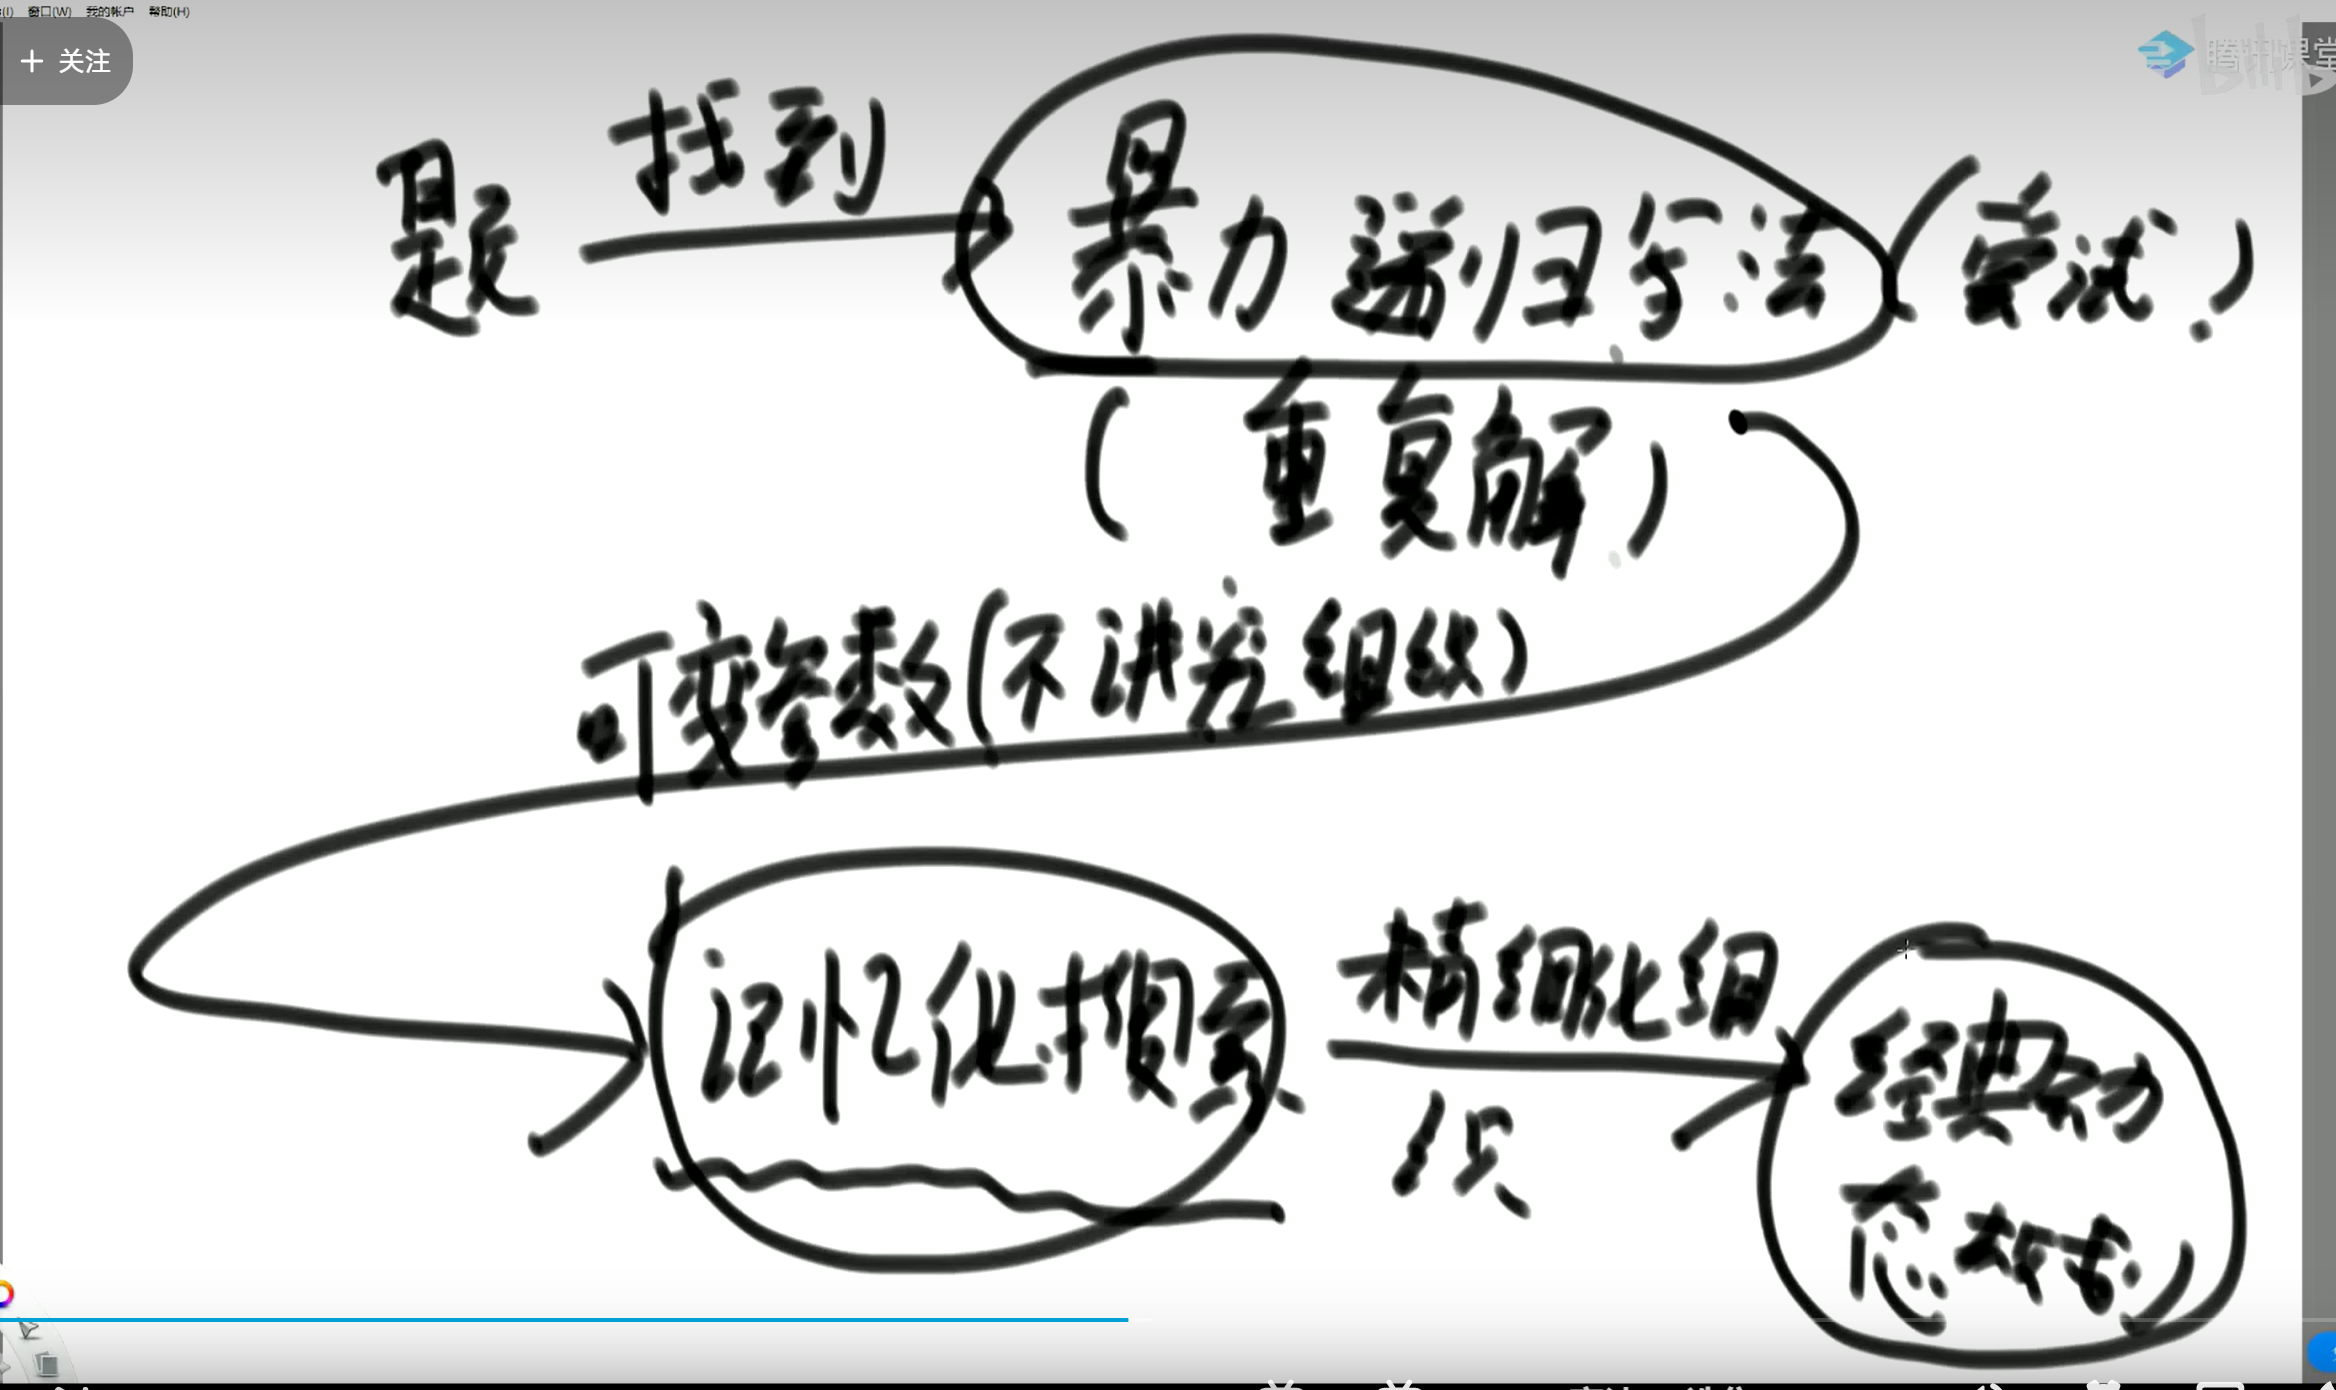 窗口(W) 我的帐户 帮助(H)
+ 关注
腾讯课堂
题 找到 暴力递归写法 (尝试)
(重复解)
可变参数(不讲究组织)
记忆化搜索 精细化组织 经典动态规划